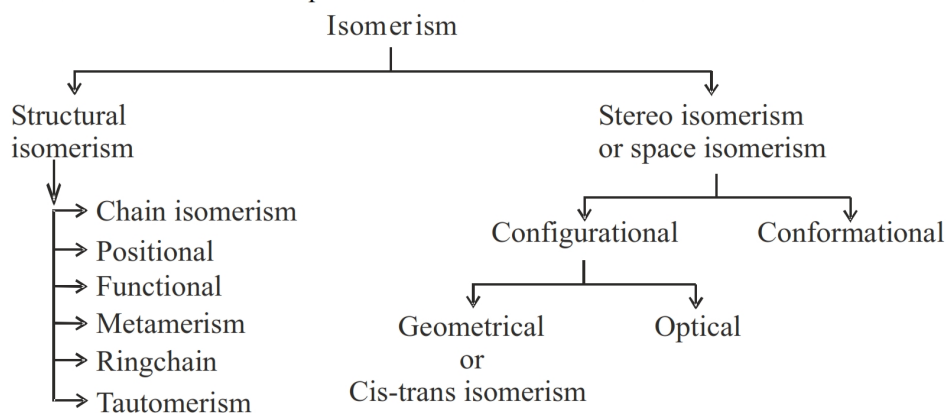 Isomerism
Structural
isomerism
Stereo isomerism
or space isomerism
Chain isomerism
Positional
Functional
Metamerism
Ringchain
Tautomerism
Configurational
Conformational
Geometrical
or
Cis-trans isomerism
Optical